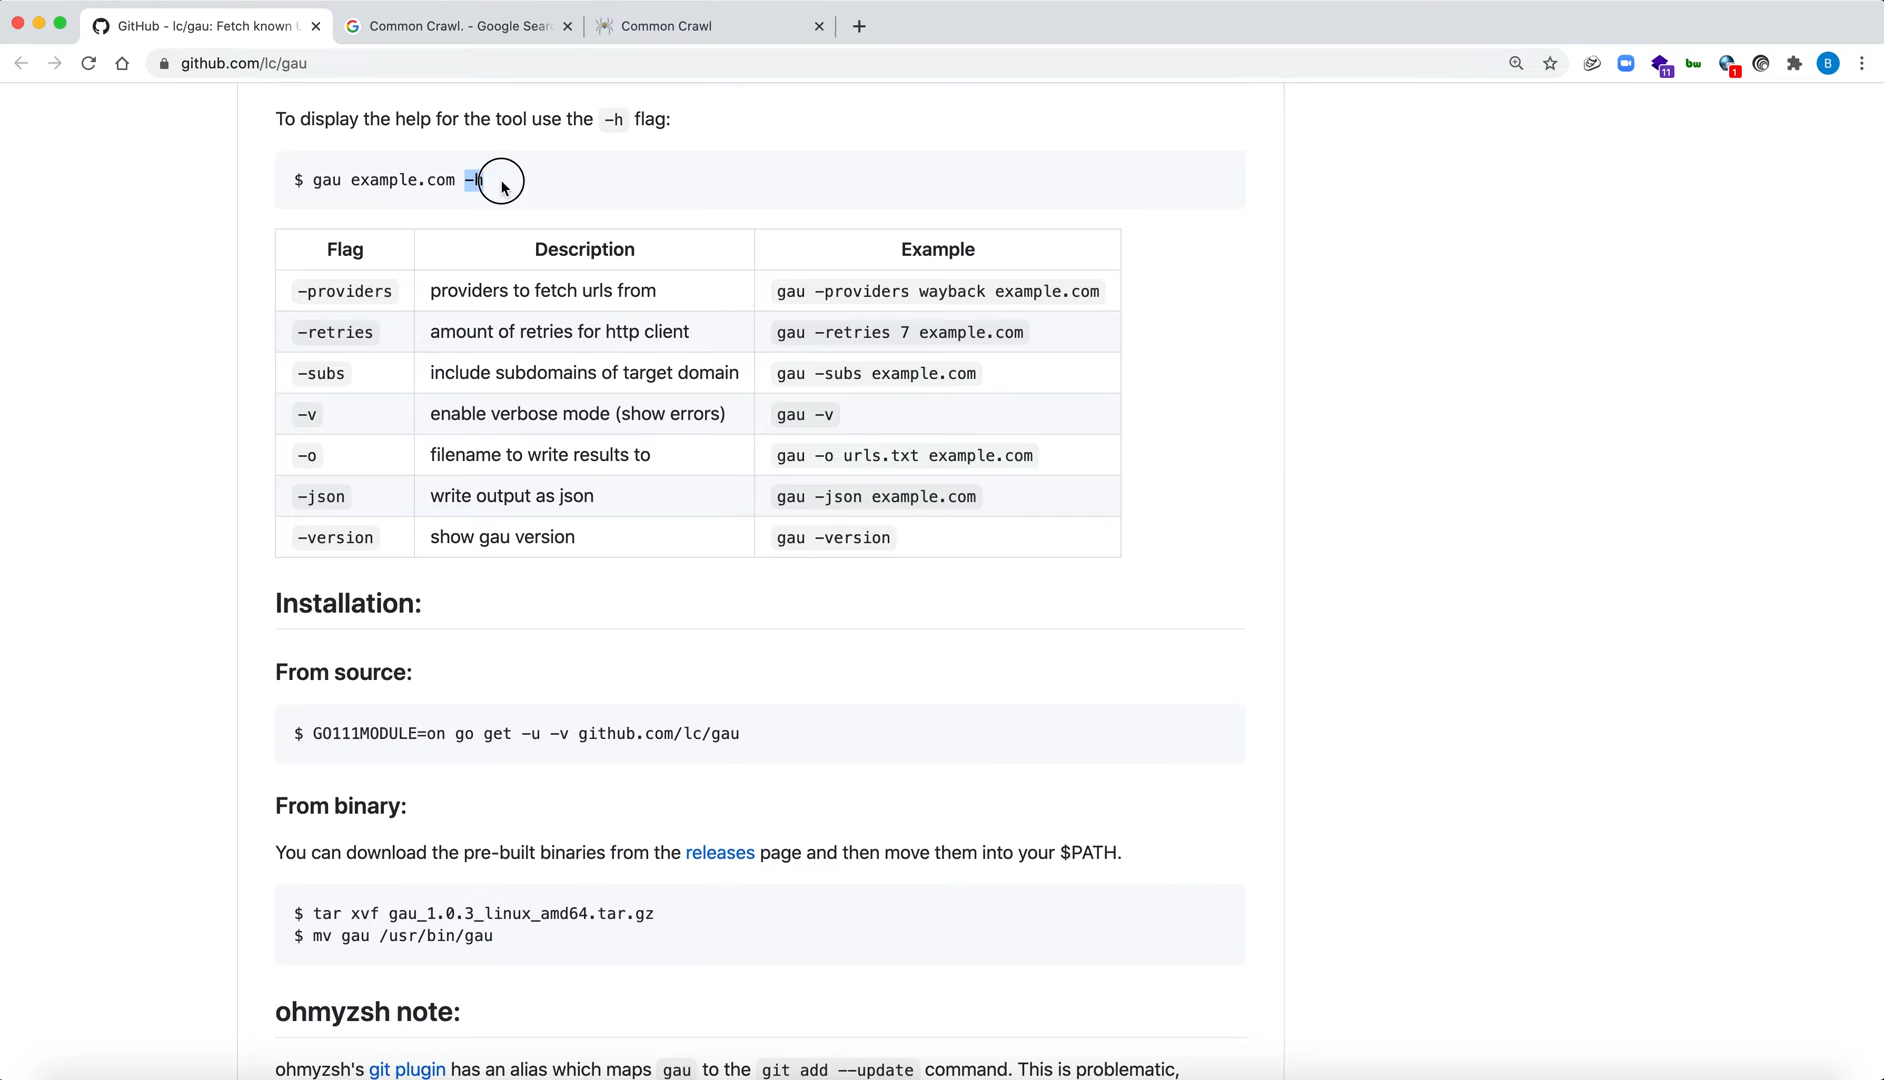 GitHub - lc/gau: Fetch known U
Common Crawl. - Google Sear
Common Crawl
github.com/lc/gau
11
bw
1
B
To display the help for the tool use the -h flag:
$ gau example.com -h
Flag Description Example
-providers providers to fetch urls from gau -providers wayback example.com
-retries amount of retries for http client gau -retries 7 example.com
-subs include subdomains of target domain gau -subs example.com
-v enable verbose mode (show errors) gau -v
-o filename to write results to gau -o urls.txt example.com
-json write output as json gau -json example.com
-version show gau version gau -version
Installation:
From source:
$ GO111MODULE=on go get -u -v github.com/lc/gau
From binary:
You can download the pre-built binaries from the releases page and then move them into your $PATH.
$ tar xvf gau_1.0.3_linux_amd64.tar.gz
$ mv gau /usr/bin/gau
ohmyzsh note:
ohmyzsh's git plugin has an alias which maps gau to the git add --update command. This is problematic,